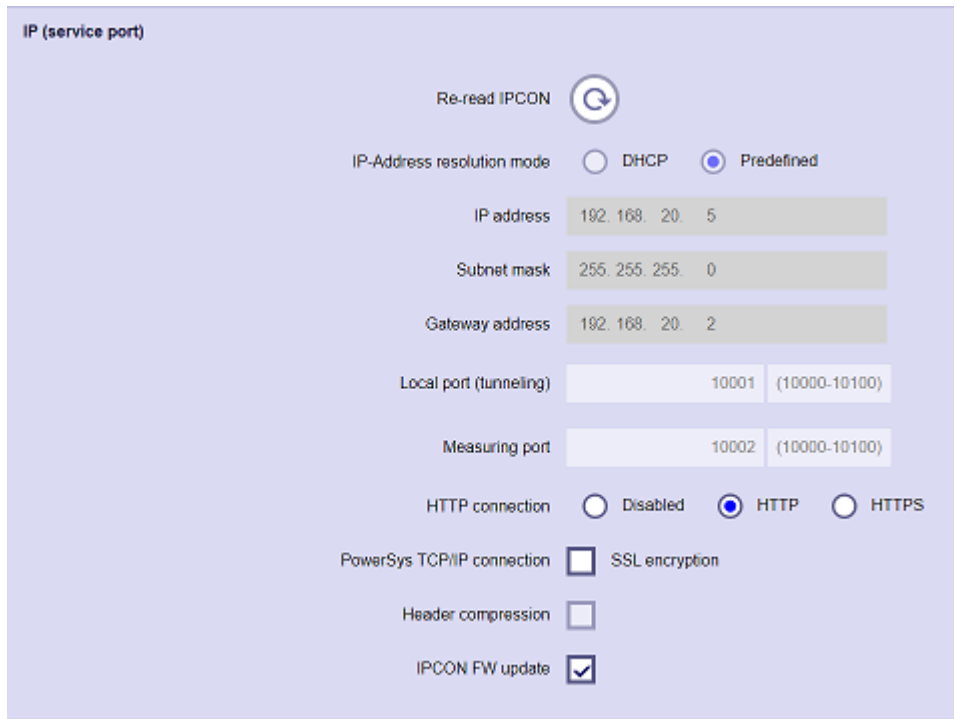 IP (service port)
Re-read IPCON
IP-Address resolution mode DHCP Predefined
IP address 192. 168. 20. 5
Subnet mask 255. 255. 255. 0
Gateway address 192. 168. 20. 2
Local port (tunneling) 10001 (10000-10100)
Measuring port 10002 (10000-10100)
HTTP connection Disabled HTTP HTTPS
PowerSys TCP/IP connection SSL encryption
Header compression
IPCON FW update